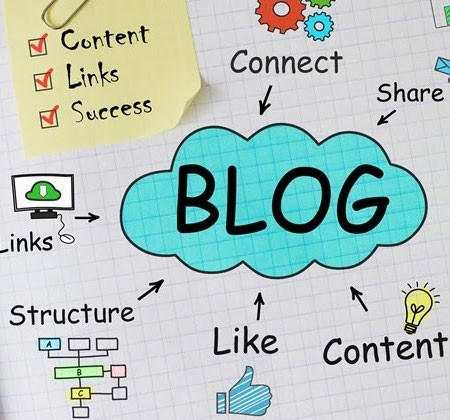 Content
Links
Success
Connect
Share
BLOG
Links
Structure
A
B
C
Like
Content